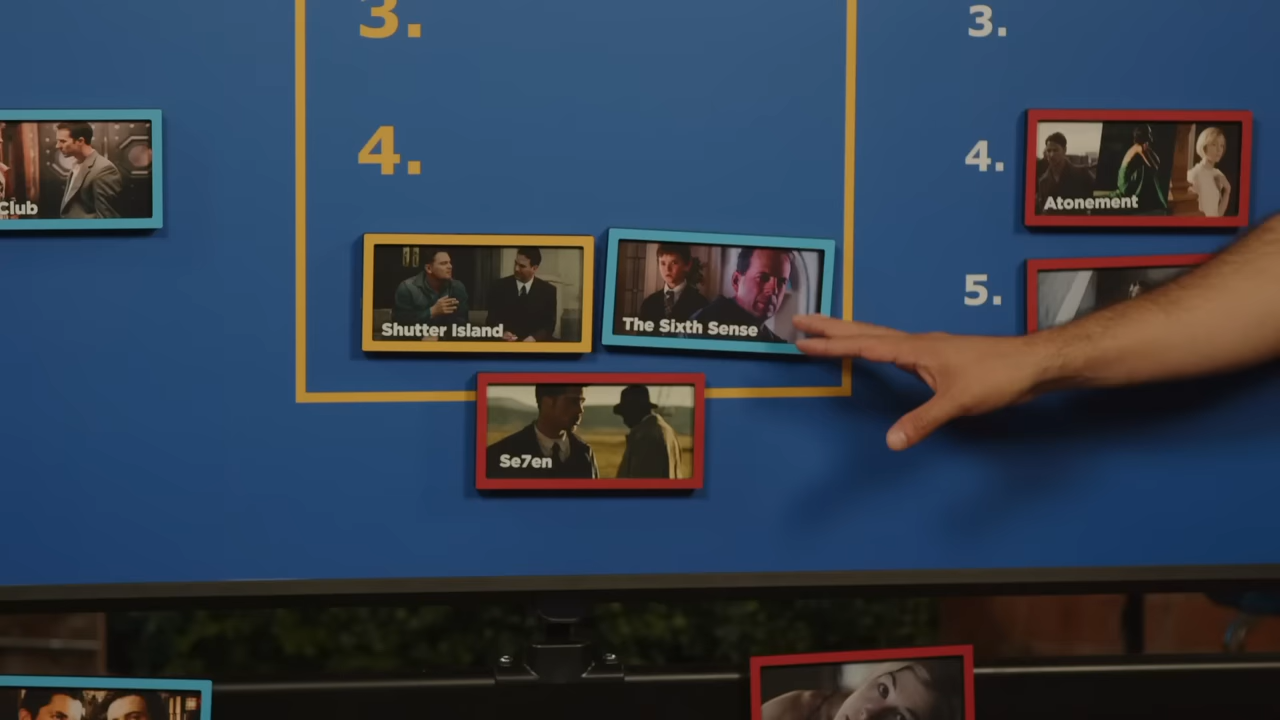 3.
3.
4.
4.
Atonement
Club
5.
Shutter Island
The Sixth Sense
Se7en